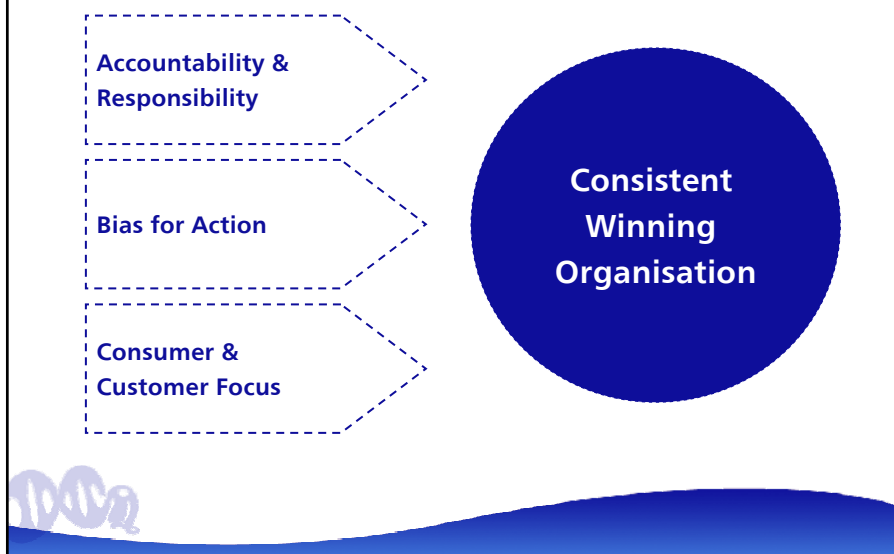 Accountability &
Responsibility
Bias for Action
Consumer &
Customer Focus
Consistent
Winning
Organisation